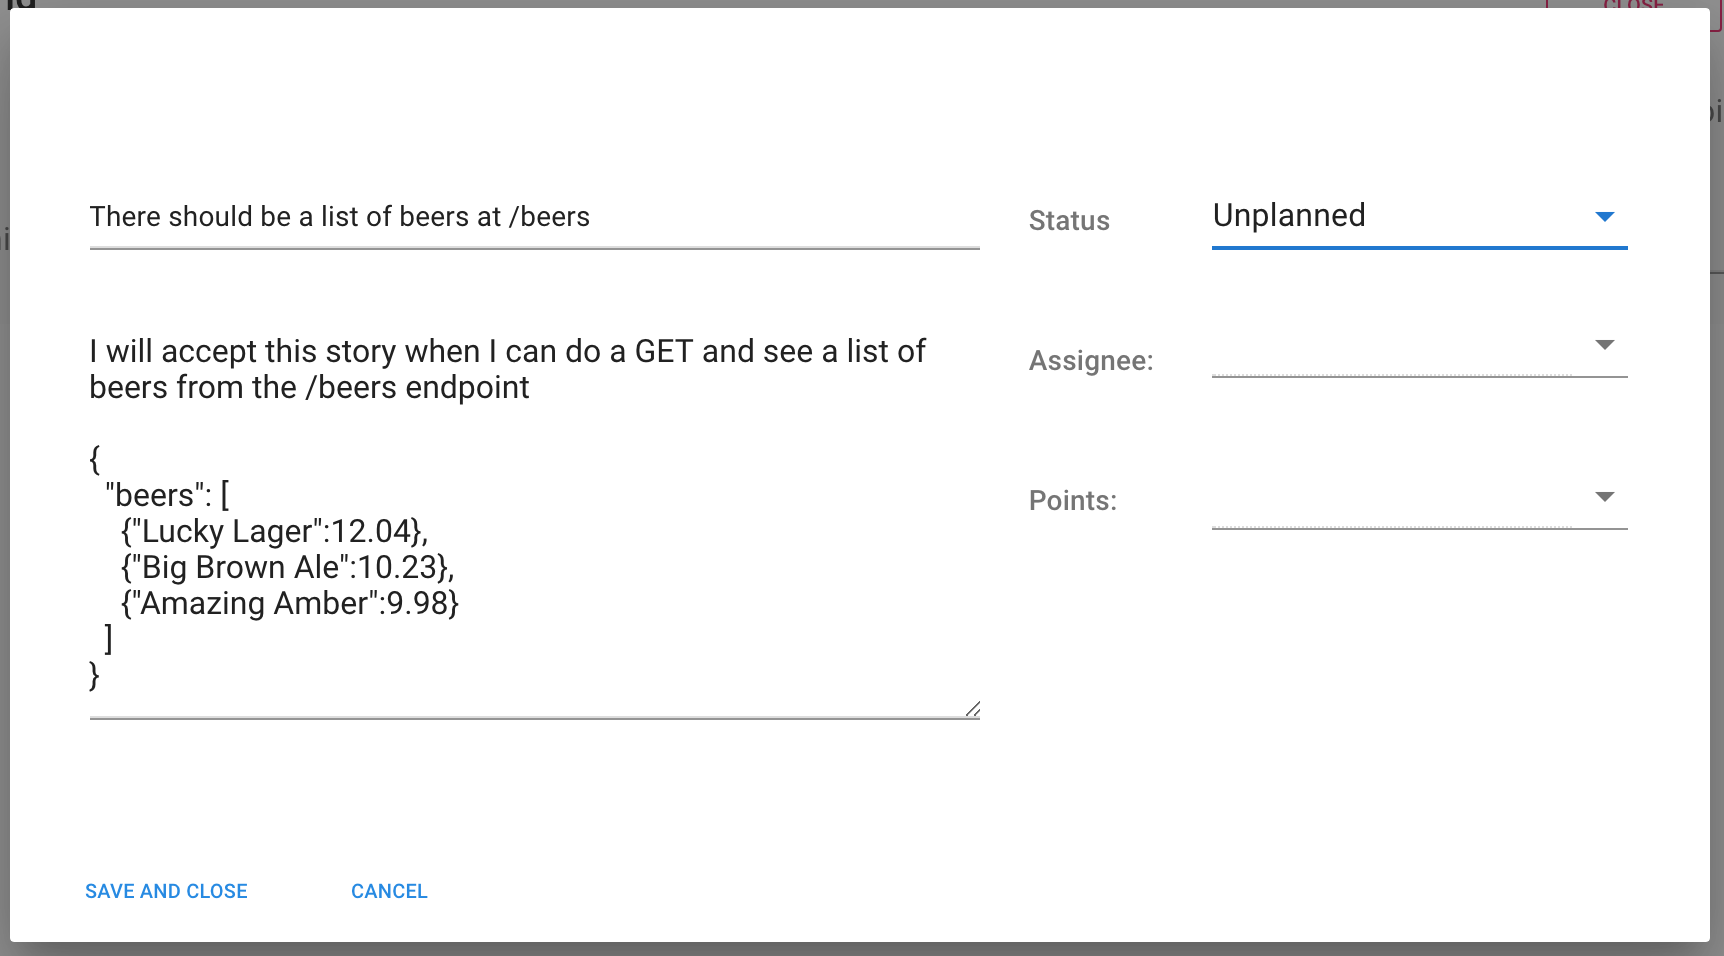 CLOSE
There should be a list of beers at /beers
Status
Unplanned
I will accept this story when I can do a GET and see a list of
beers from the /beers endpoint
Assignee:
{
"beers": [
{"Lucky Lager":12.04},
{"Big Brown Ale":10.23},
{"Amazing Amber":9.98}
]
}
Points:
SAVE AND CLOSE
CANCEL